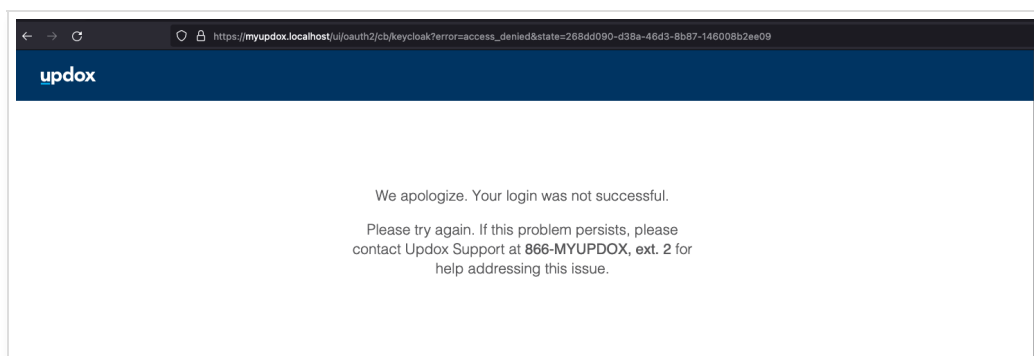 https://myupdox.localhost/ui/oauth2/cb/keycloak?error=access_denied&state=268dd090-d38a-46d3-8b87-146008b2ee09
updox
We apologize. Your login was not successful.
Please try again. If this problem persists, please
contact Updox Support at 866-MYUPDOX, ext. 2 for
help addressing this issue.